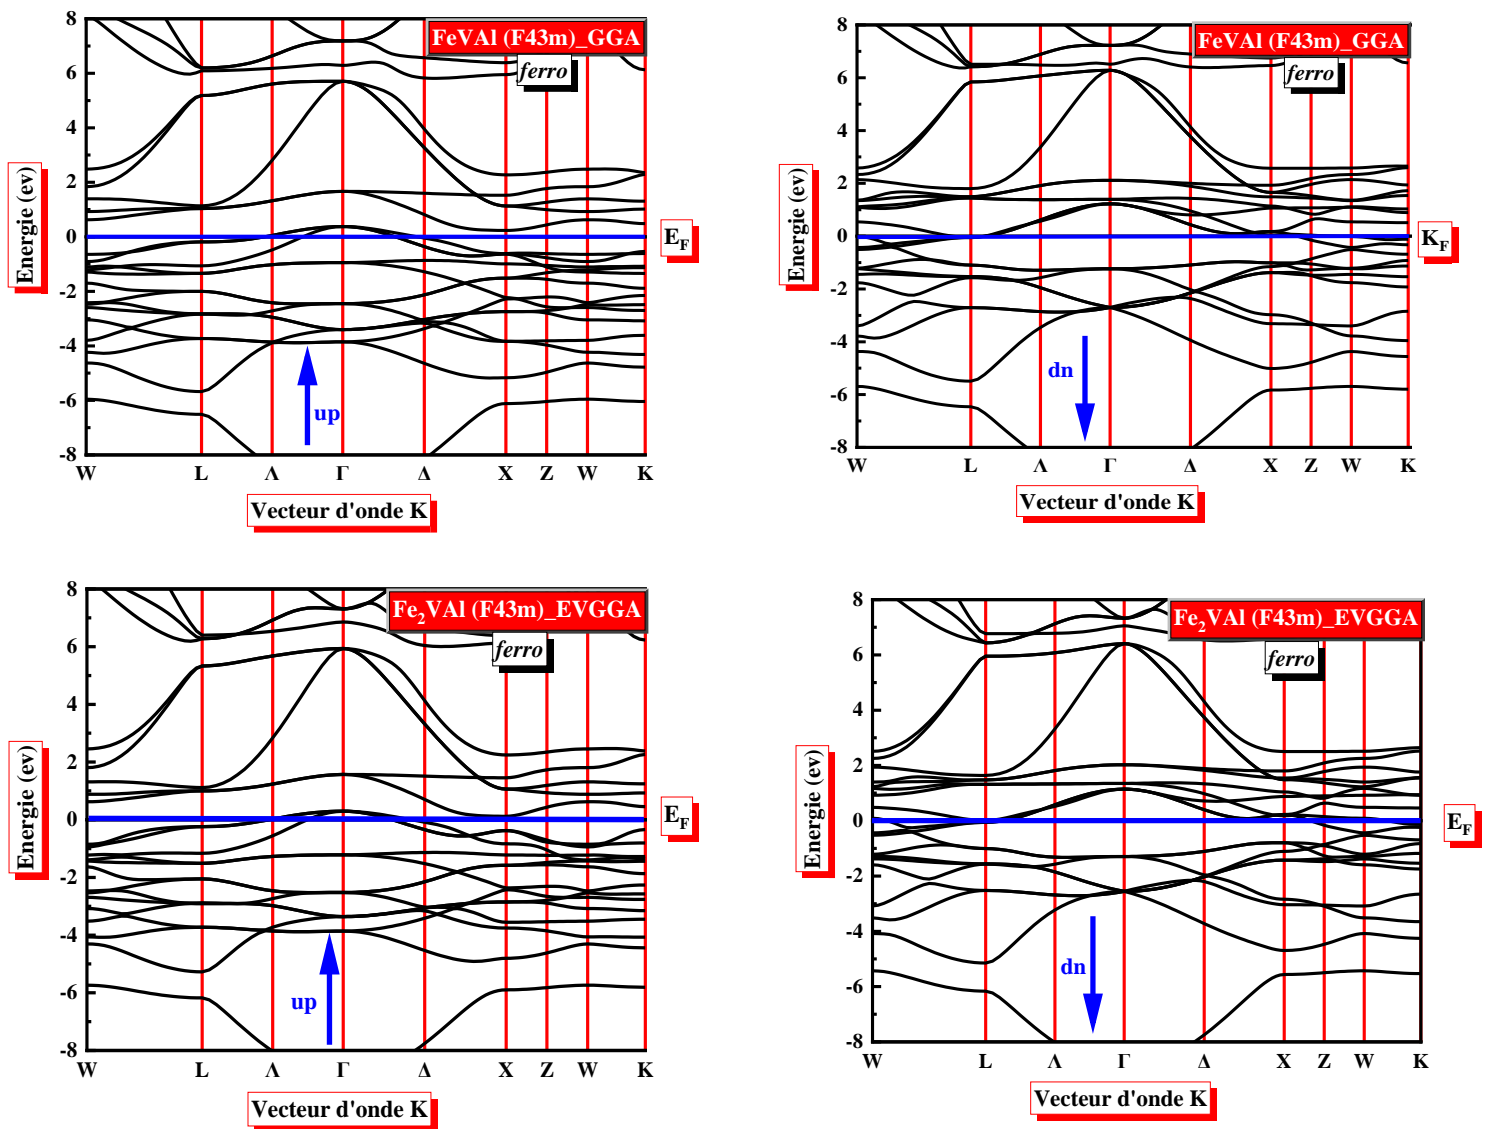 FeVAl (F43m)_GGA
ferro
8
6
4
2
0
-2
-4
-6
-8
Energie (ev)
E_F
up
W L Λ Γ Δ X Z W K
Vecteur d'onde K
FeVAl (F43m)_GGA
ferro
8
6
4
2
0
-2
-4
-6
-8
Energie (ev)
K_F
dn
W L Λ Γ Δ X Z W K
Vecteur d'onde K
Fe₂VAl (F43m)_EVGGA
ferro
8
6
4
2
0
-2
-4
-6
-8
Energie (ev)
E_F
up
W L Λ Γ Δ X Z W K
Vecteur d'onde K
Fe₂VAl (F43m)_EVGGA
ferro
8
6
4
2
0
-2
-4
-6
-8
Energie (ev)
E_F
dn
W L Λ Γ Δ X Z W K
Vecteur d'onde K